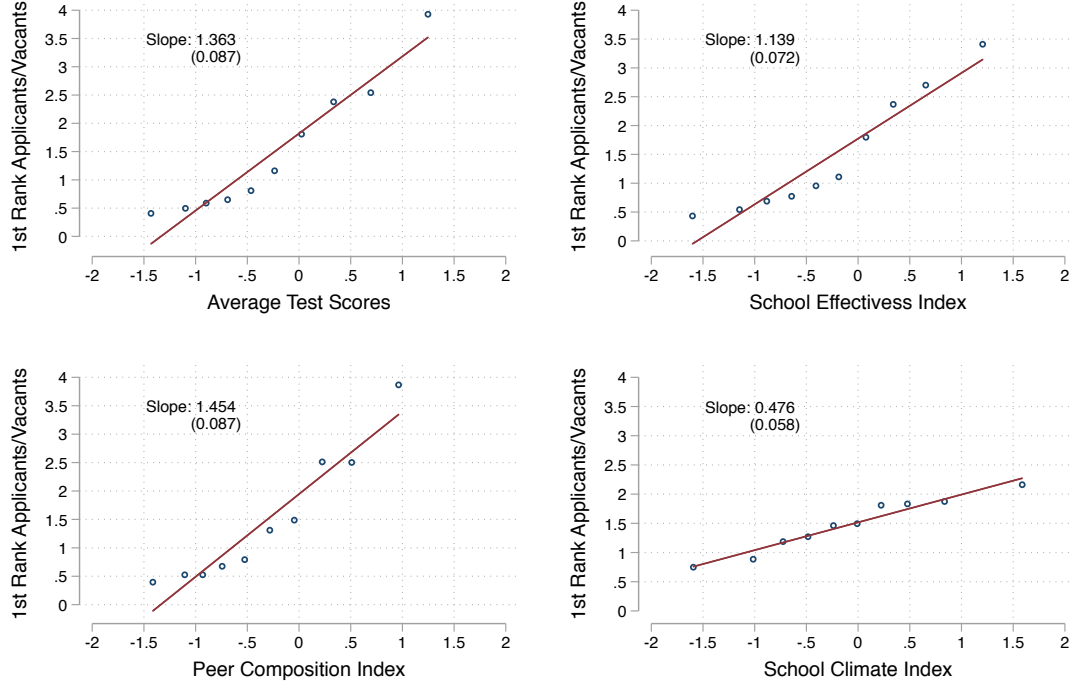 1st Rank Applicants/Vacants
4
3.5
3
2.5
2
1.5
1
.5
0
Slope: 1.363
(0.087)
-2 -1.5 -1 -.5 0 .5 1 1.5 2
Average Test Scores
1st Rank Applicants/Vacants
4
3.5
3
2.5
2
1.5
1
.5
0
Slope: 1.139
(0.072)
-2 -1.5 -1 -.5 0 .5 1 1.5 2
School Effectivess Index
1st Rank Applicants/Vacants
4
3.5
3
2.5
2
1.5
1
.5
0
Slope: 1.454
(0.087)
-2 -1.5 -1 -.5 0 .5 1 1.5 2
Peer Composition Index
1st Rank Applicants/Vacants
4
3.5
3
2.5
2
1.5
1
.5
0
Slope: 0.476
(0.058)
-2 -1.5 -1 -.5 0 .5 1 1.5 2
School Climate Index